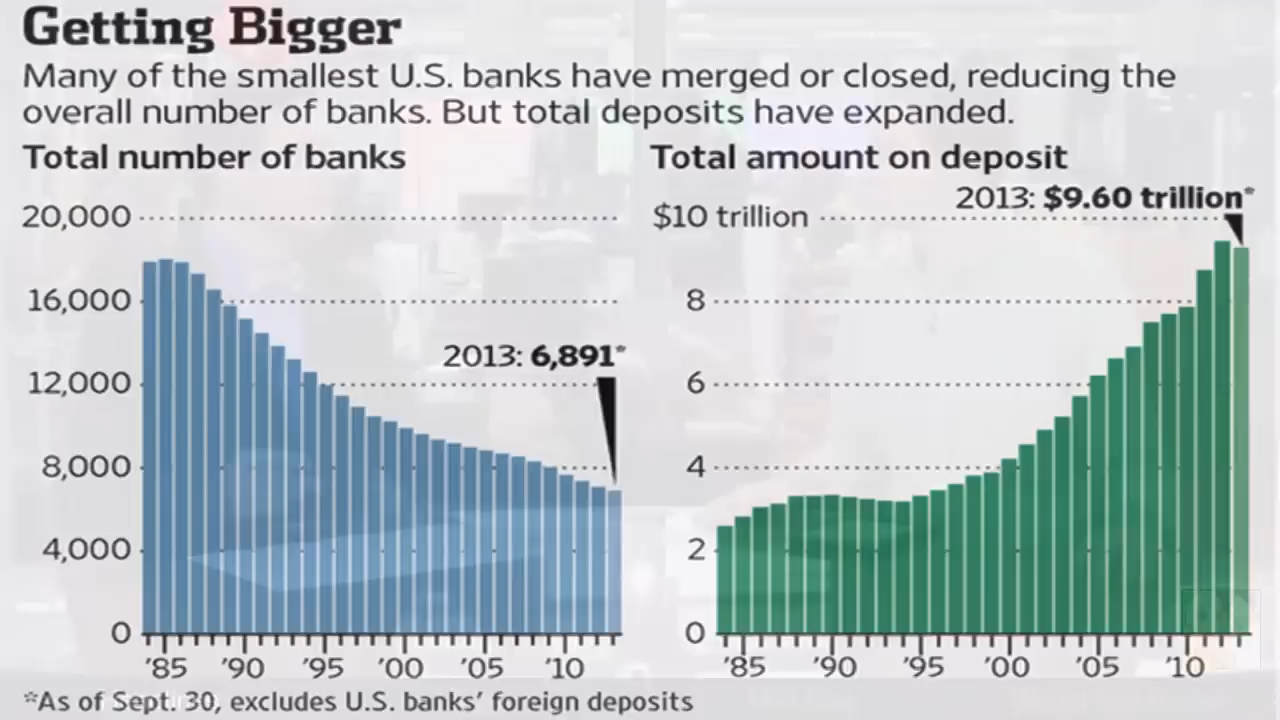 Getting Bigger
Many of the smallest U.S. banks have merged or closed, reducing the
overall number of banks. But total deposits have expanded.
Total number of banks
20,000
16,000
12,000
8,000
4,000
0
2013: 6,891*
'85 '90 '95 '00 '05 '10
Total amount on deposit
2013: $9.60 trillion*
$10 trillion
8
6
4
2
0
'85 '90 '95 '00 '05 '10
*As of Sept. 30, excludes U.S. banks' foreign deposits